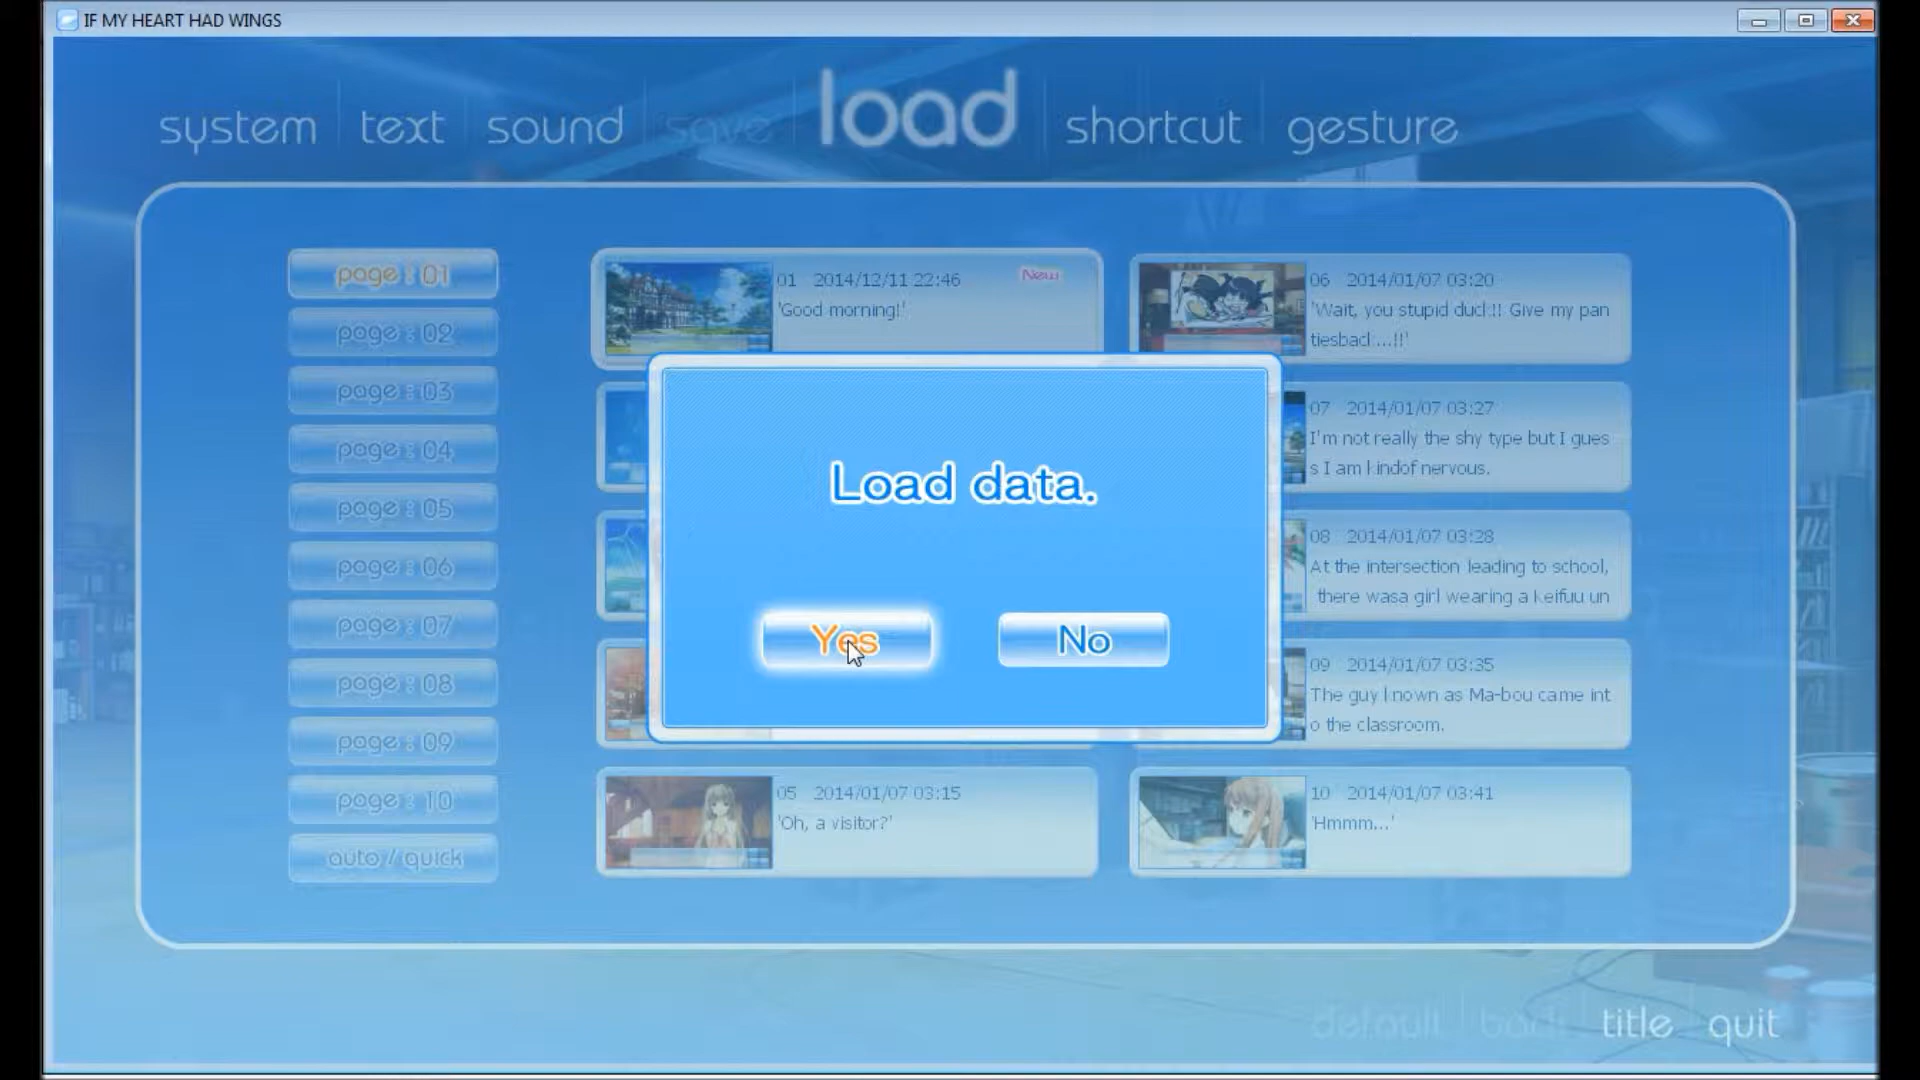 IF MY HEART HAD WINGS
system text sound save load shortcut gesture
page : 01
page : 02
page : 03
page : 04
page : 05
page : 06
page : 07
page : 08
page : 09
page : 10
auto / quick
01 2014/12/11 22:46 New
'Good morning!'
05 2014/01/07 03:15
'Oh, a visitor?'
06 2014/01/07 03:20
'Wait, you stupid duck!! Give my pan
tiesback...!!'
07 2014/01/07 03:27
I'm not really the shy type but I gues
s I am kindof nervous.
08 2014/01/07 03:28
At the intersection leading to school,
there wasa girl wearing a keifuu un
09 2014/01/07 03:35
The guy known as Ma-bou came int
o the classroom.
10 2014/01/07 03:41
'Hmmm...'
Load data.
Yes No
default back title quit